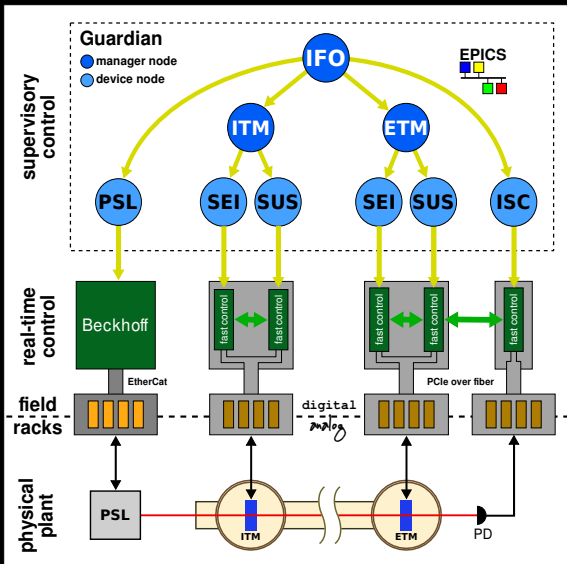 Guardian
manager node
device node
EPICS
IFO
ITM
ETM
PSL
SEI
SUS
SEI
SUS
ISC
supervisory control
real-time control
Beckhoff
fast control
fast control
fast control
fast control
fast control
EtherCat
PCIe over fiber
field racks
digital
analog
physical plant
PSL
ITM
ETM
PD